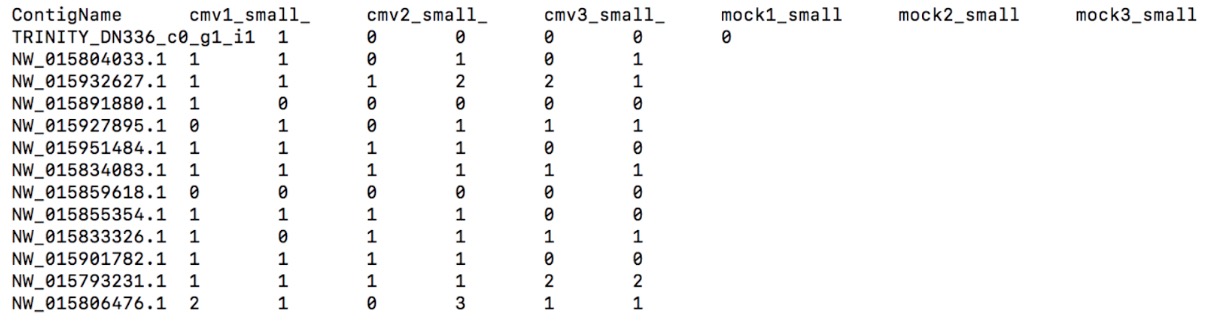 ContigName cmv1_small_ cmv2_small_ cmv3_small_ mock1_small mock2_small mock3_small
TRINITY_DN336_c0_g1_i1 1 0 0 0 0 0
NW_015804033.1 1 1 0 1 0 1
NW_015932627.1 1 1 1 2 2 1
NW_015891880.1 1 0 0 0 0 0
NW_015927895.1 0 1 0 1 1 1
NW_015951484.1 1 1 1 1 0 0
NW_015834083.1 1 1 1 1 1 1
NW_015859618.1 0 0 0 0 0 0
NW_015855354.1 1 1 1 1 0 0
NW_015833326.1 1 0 1 1 1 1
NW_015901782.1 1 1 1 1 0 0
NW_015793231.1 1 1 1 1 2 2
NW_015806476.1 2 1 0 3 1 1